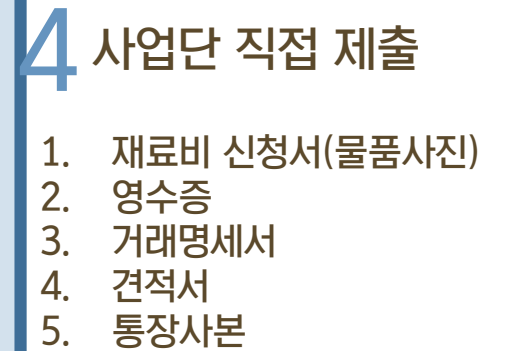 4 사업단 직접 제출
1. 재료비 신청서(물품사진)
2. 영수증
3. 거래명세서
4. 견적서
5. 통장사본